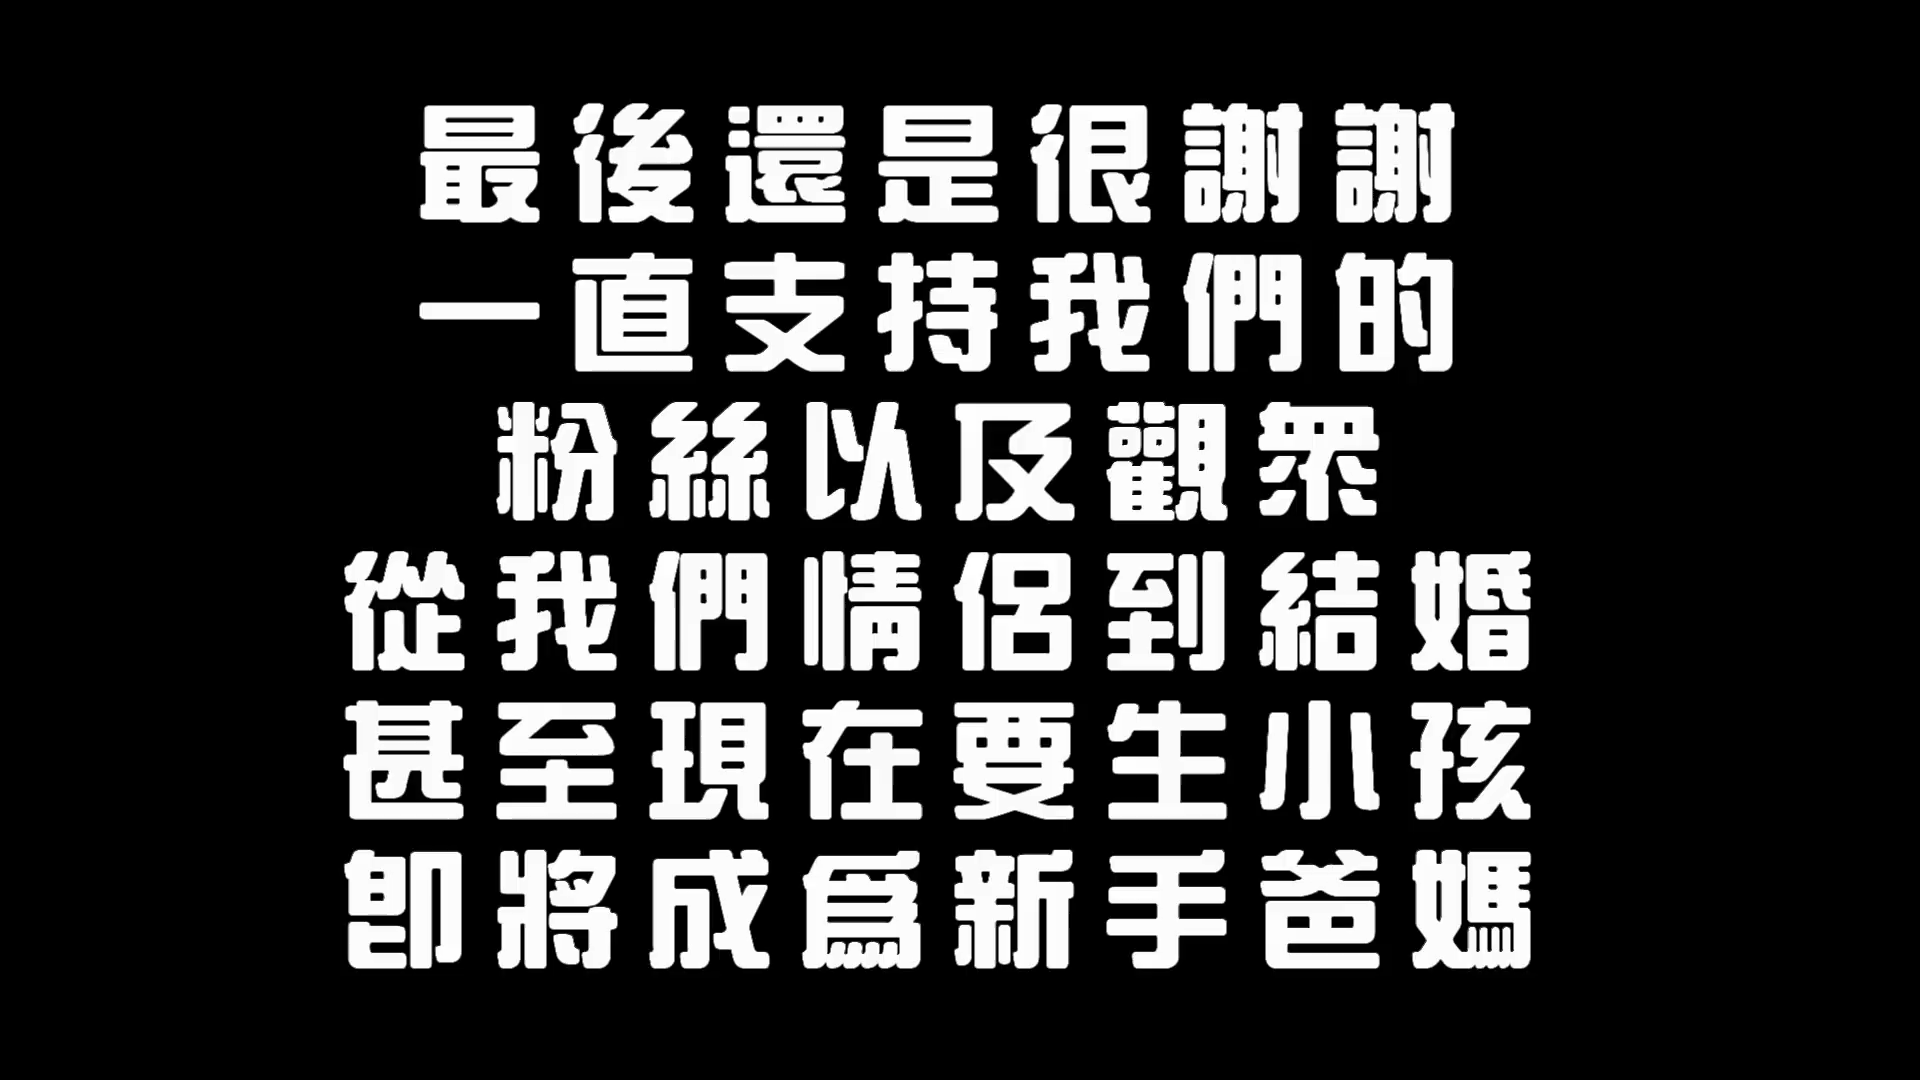 最後還是很謝謝
一直支持我們的
粉絲以及觀眾
從我們情侶到結婚
甚至現在要生小孩
即將成爲新手爸媽